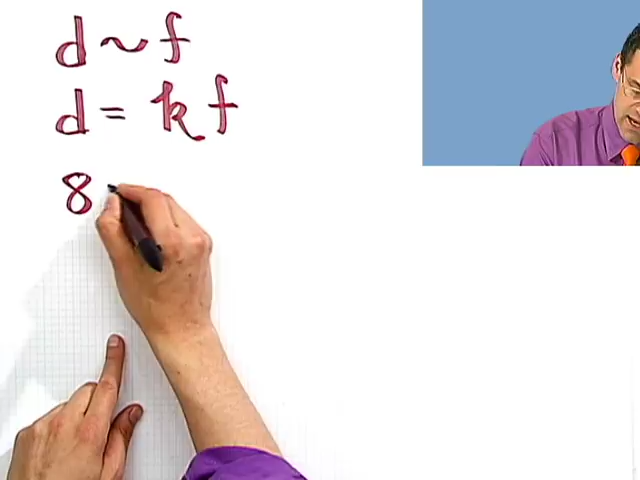 d ~ f
d = k f
8